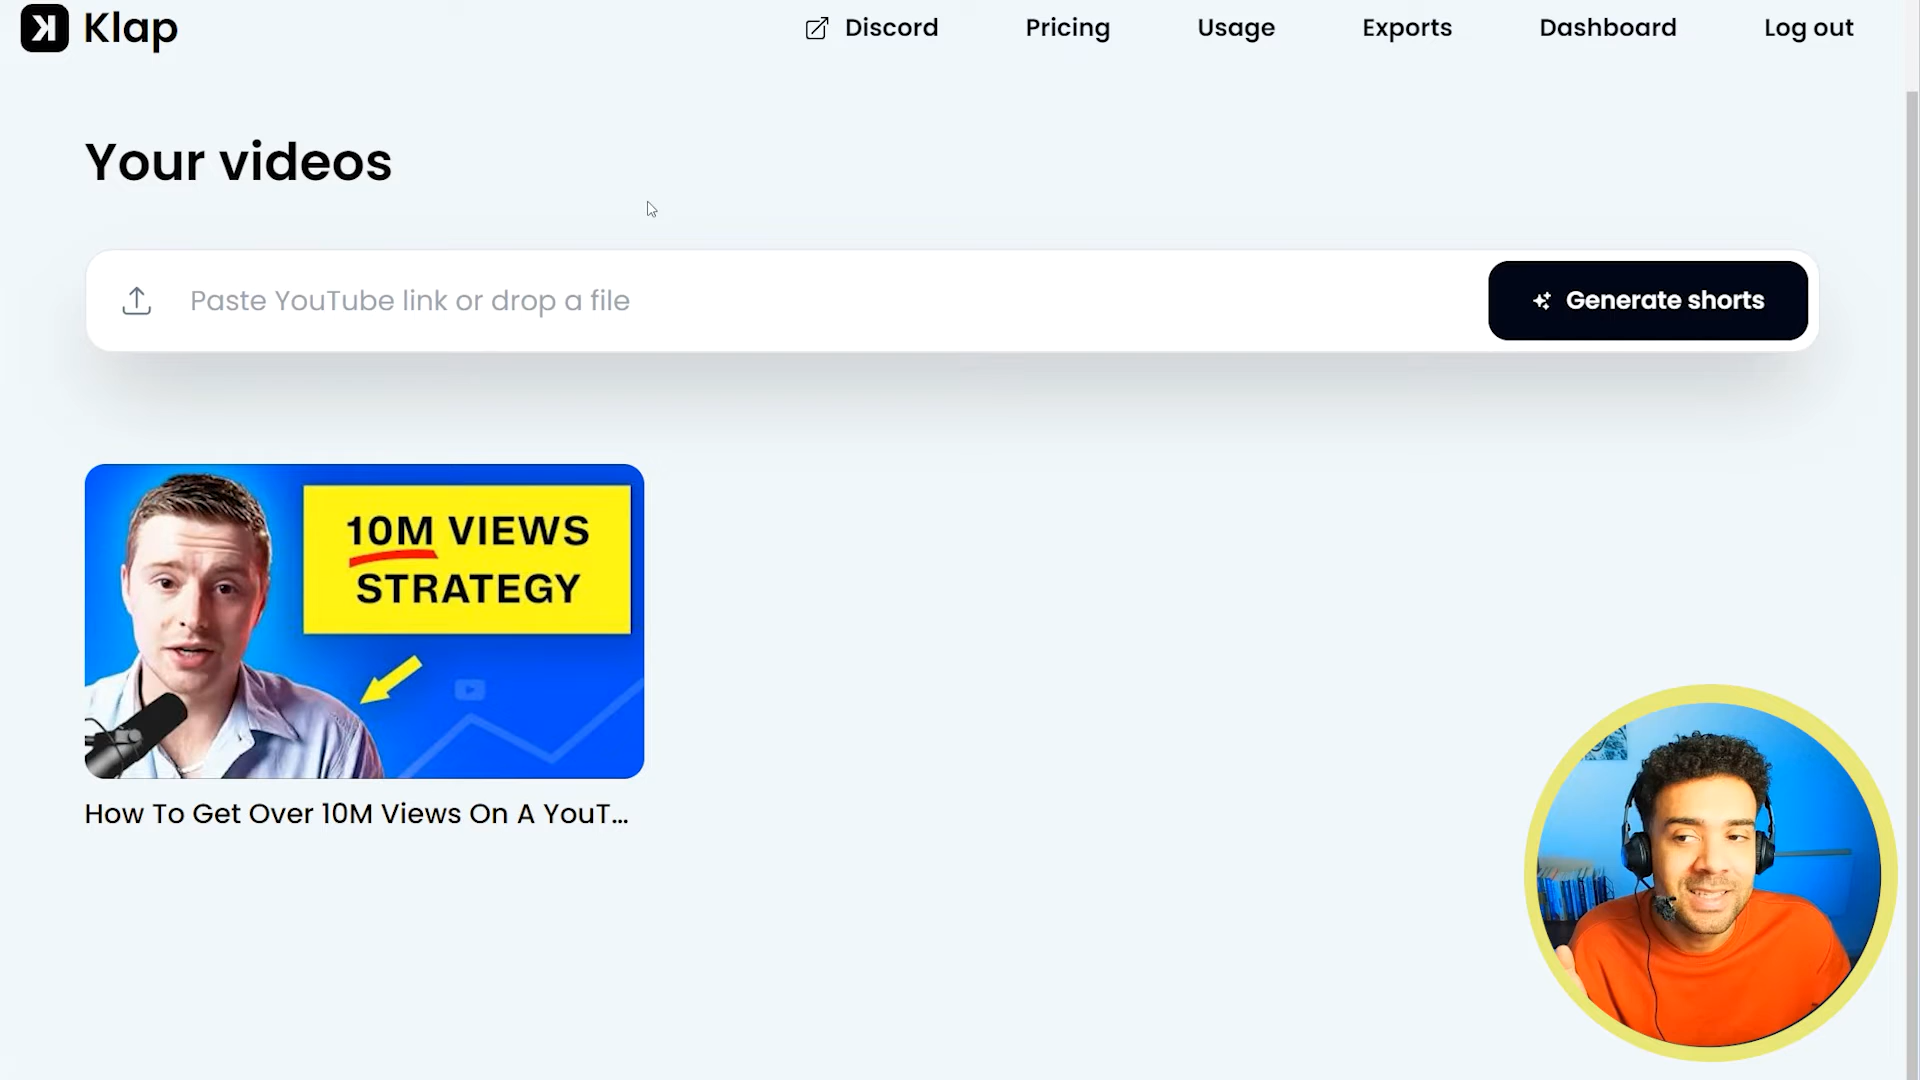 Klap
Discord
Pricing
Usage
Exports
Dashboard
Log out
Your videos
Paste YouTube link or drop a file
Generate shorts
10M VIEWS
STRATEGY
How To Get Over 10M Views On A YouT...